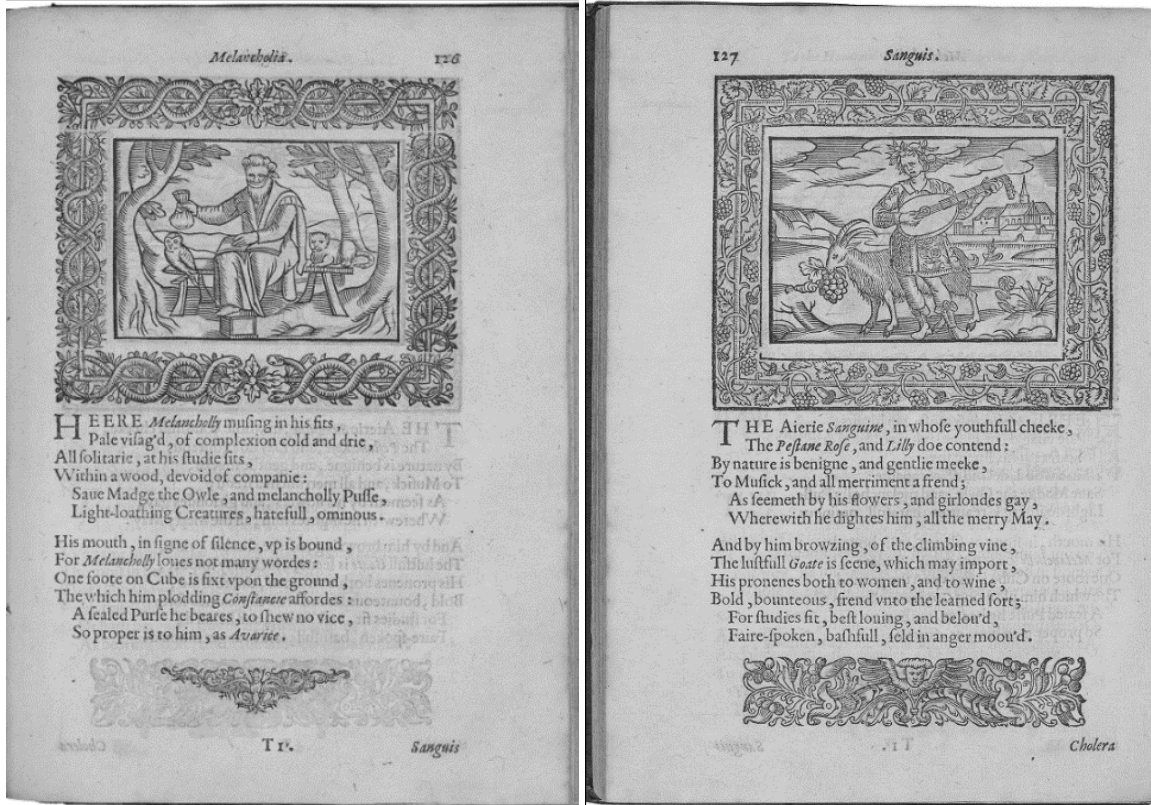 Melancholia. 126
HEERE Melancholly musing in his fits,
Pale visag'd, of complexion cold and drie,
All solitarie, at his studie sits,
Within a wood, devoid of companie:
Saue Madge the Owle, and melancholly Pusse,
Light-loathing Creatures, hatefull, ominous.
His mouth, in signe of silence, vp is bound,
For Melancholly loues not many wordes:
One foote on Cube is fixt vpon the ground,
The which him plodding Constancie affordes:
A sealed Purse he beares, to shew no vice,
So proper is to him, as Avarice.
Sanguis
127 Sanguis.
THE Aierie Sanguine, in whose youthfull cheeke,
The Pestane Rose, and Lilly doe contend:
By nature is benigne, and gentlie meeke,
To Musick, and all merriment a frend;
As seemeth by his flowers, and girlondes gay,
Wherewith he dightes him, all the merry May.
And by him browzing, of the climbing vine,
The lustfull Goate is seene, which may import,
His pronenes both to women, and to wine,
Bold, bounteous, frend vnto the learned sort;
For studies fit, best louing, and belou'd,
Faire-spoken, bashfull, seld in anger moou'd.
Cholera